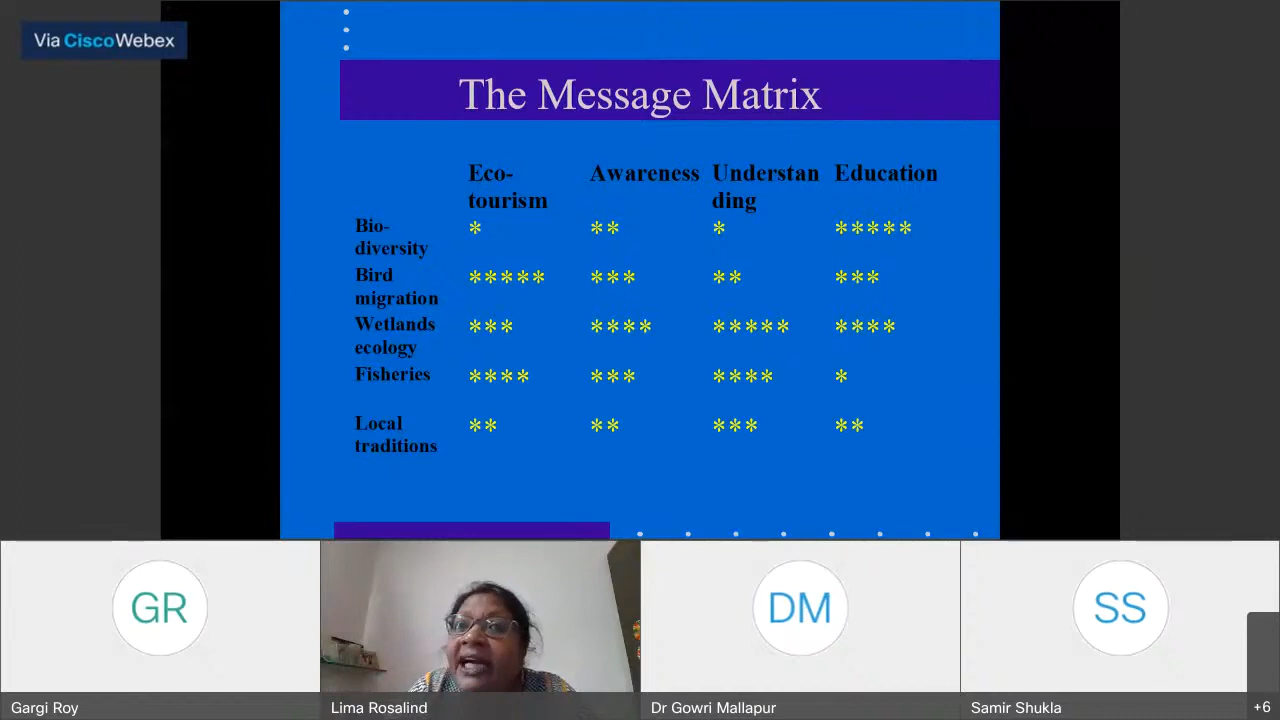 Via CiscoWebex
The Message Matrix
Eco-
tourism
Awareness
Understan
ding
Education
Bio-
diversity
*
**
*
*****
Bird
migration
*****
***
**
***
Wetlands
ecology
***
****
*****
****
Fisheries
****
***
****
*
Local
traditions
**
**
***
**
GR
DM
SS
Gargi Roy
Lima Rosalind
Dr Gowri Mallapur
Samir Shukla
+6